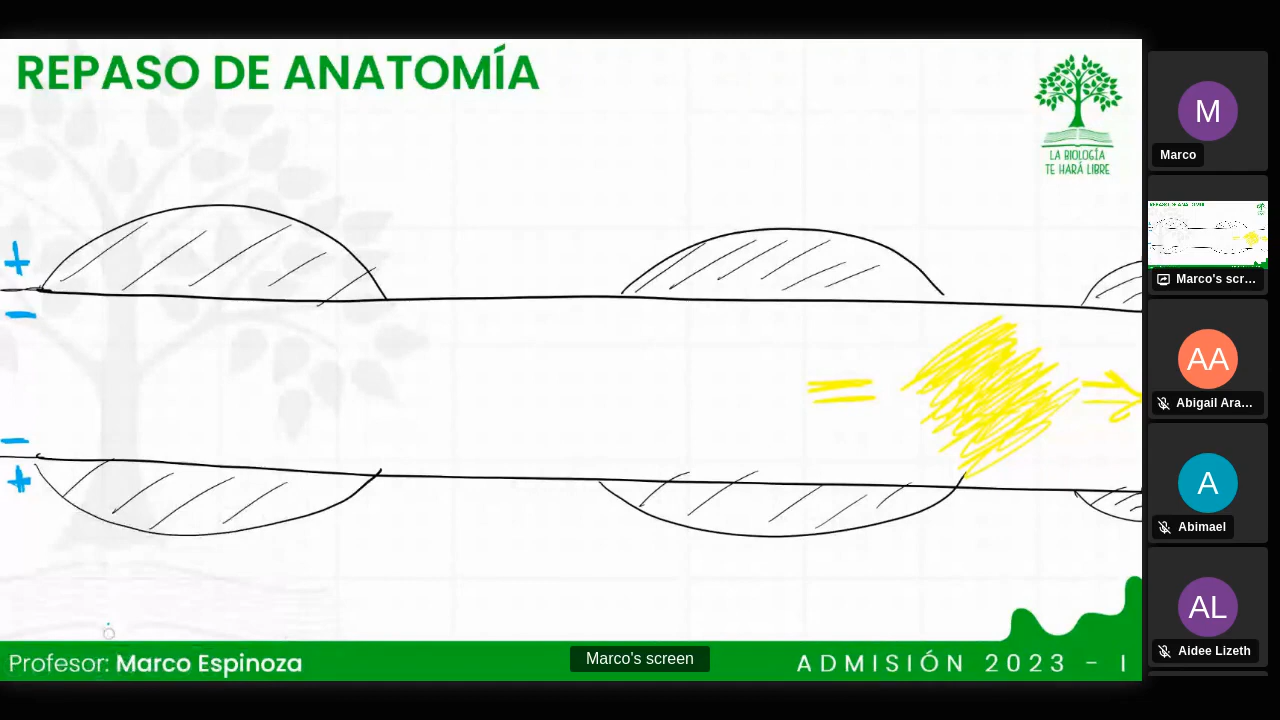 REPASO DE ANATOMÍA
LA BIOLOGÍA
TE HARÁ LIBRE
+
−
−
+
=
Profesor: Marco Espinoza
Marco's screen
ADMISIÓN 2023 - I
M
Marco
Marco's scr...
AA
Abigail Ara...
A
Abimael
AL
Aidee Lizeth